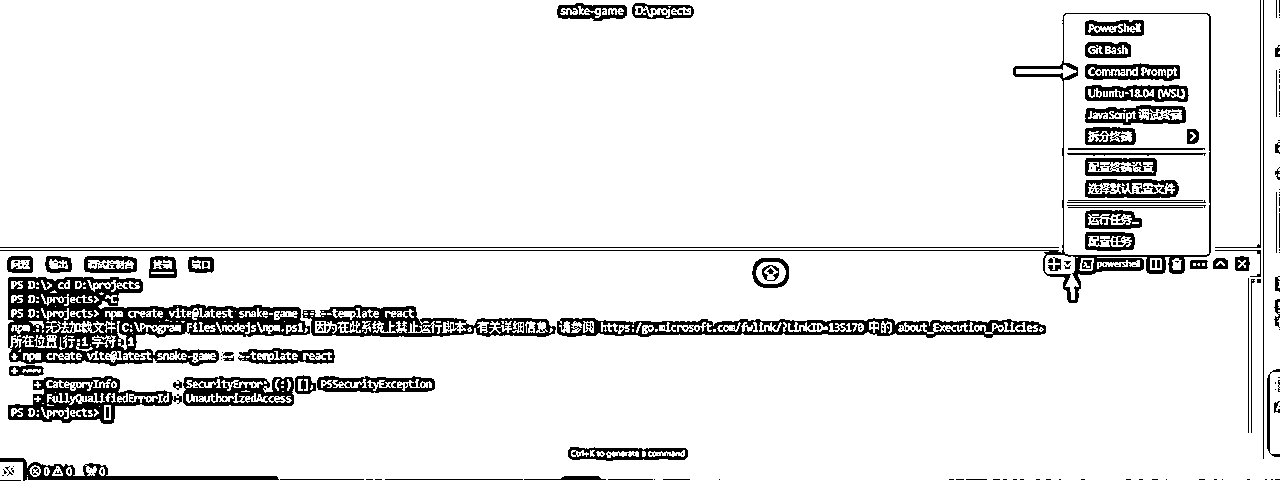 snake-game D:\projects
PowerShell
Git Bash
Command Prompt
Ubuntu-18.04 (WSL)
JavaScript 调试终端
拆分终端
配置终端设置
选择默认配置文件
运行任务...
配置任务
问题 输出 调试控制台 终端 端口
powershell
PS D:\> cd D:\projects
PS D:\projects> ^C
PS D:\projects> npm create vite@latest snake-game -- --template react
npm : 无法加载文件 C:\Program Files\nodejs\npm.ps1，因为在此系统上禁止运行脚本。有关详细信息，请参阅 https:/go.microsoft.com/fwlink/?LinkID=135170 中的 about_Execution_Policies。
所在位置 行:1 字符: 1
+ npm create vite@latest snake-game -- --template react
+ ~~~
+ CategoryInfo : SecurityError: (:) [], PSSecurityException
+ FullyQualifiedErrorId : UnauthorizedAccess
PS D:\projects>
Ctrl+K to generate a command
0 0 0